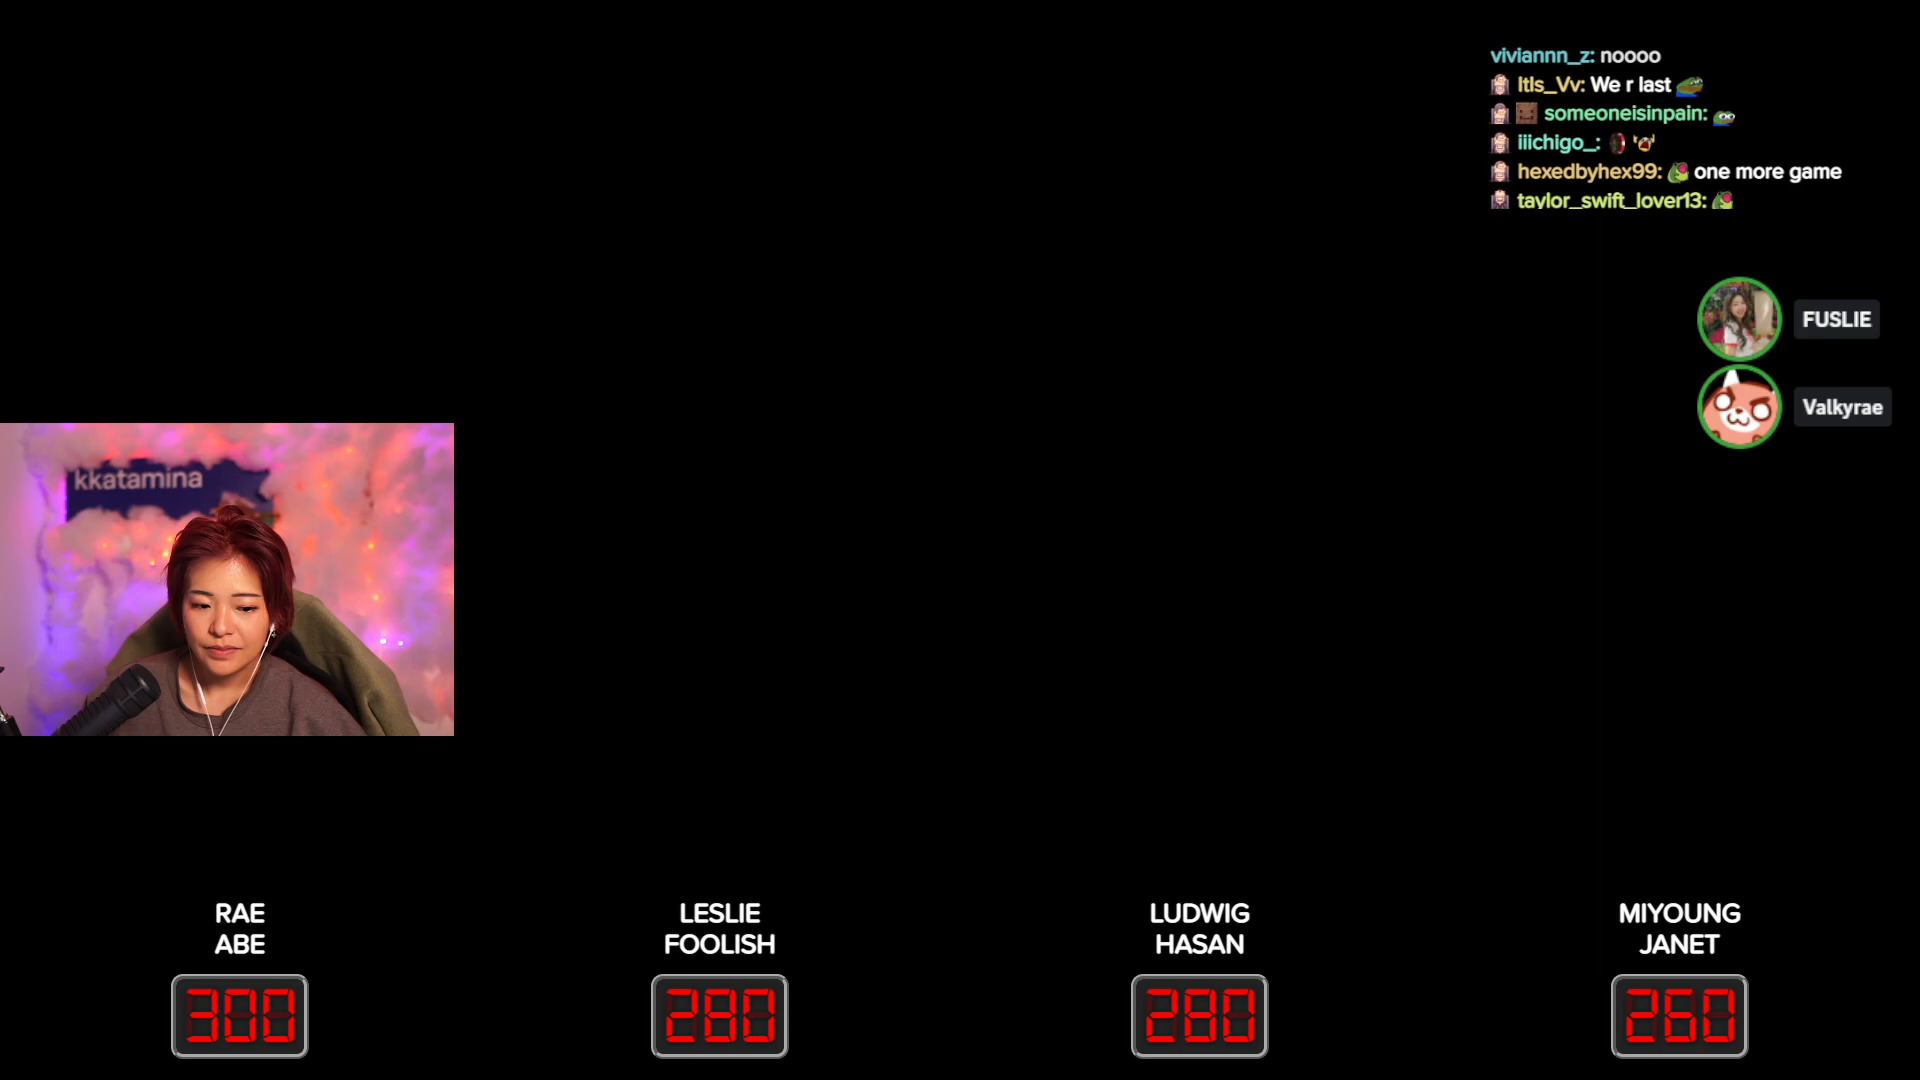 viviannn_z: noooo
ItIs_Vv: We r last
someoneisinpain:
iiichigo_:
hexedbyhex99: one more game
taylor_swift_lover13:
FUSLIE
Valkyrae
kkatamina
RAE
ABE
300
LESLIE
FOOLISH
280
LUDWIG
HASAN
280
MIYOUNG
JANET
260